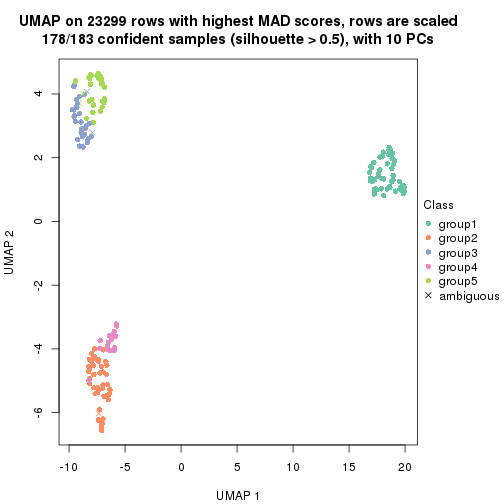 UMAP on 23299 rows with highest MAD scores, rows are scaled
178/183 confident samples (silhouette > 0.5), with 10 PCs
4
2
0
-2
-4
-6
UMAP 2
-10
-5
0
5
10
15
20
UMAP 1
Class
group1
group2
group3
group4
group5
ambiguous